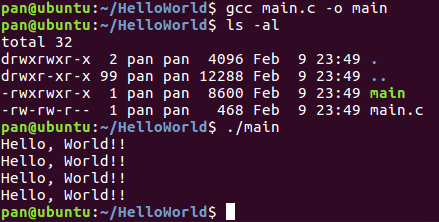 pan@ubuntu:~/HelloWorld$ gcc main.c -o main
pan@ubuntu:~/HelloWorld$ ls -al
total 32
drwxrwxr-x  2 pan pan  4096 Feb  9 23:49 .
drwxr-xr-x 99 pan pan 12288 Feb  9 23:49 ..
-rwxrwxr-x  1 pan pan  8600 Feb  9 23:49 main
-rw-rw-r--  1 pan pan   468 Feb  9 23:49 main.c
pan@ubuntu:~/HelloWorld$ ./main
Hello, World!!
Hello, World!!
Hello, World!!
Hello, World!!
pan@ubuntu:~/HelloWorld$